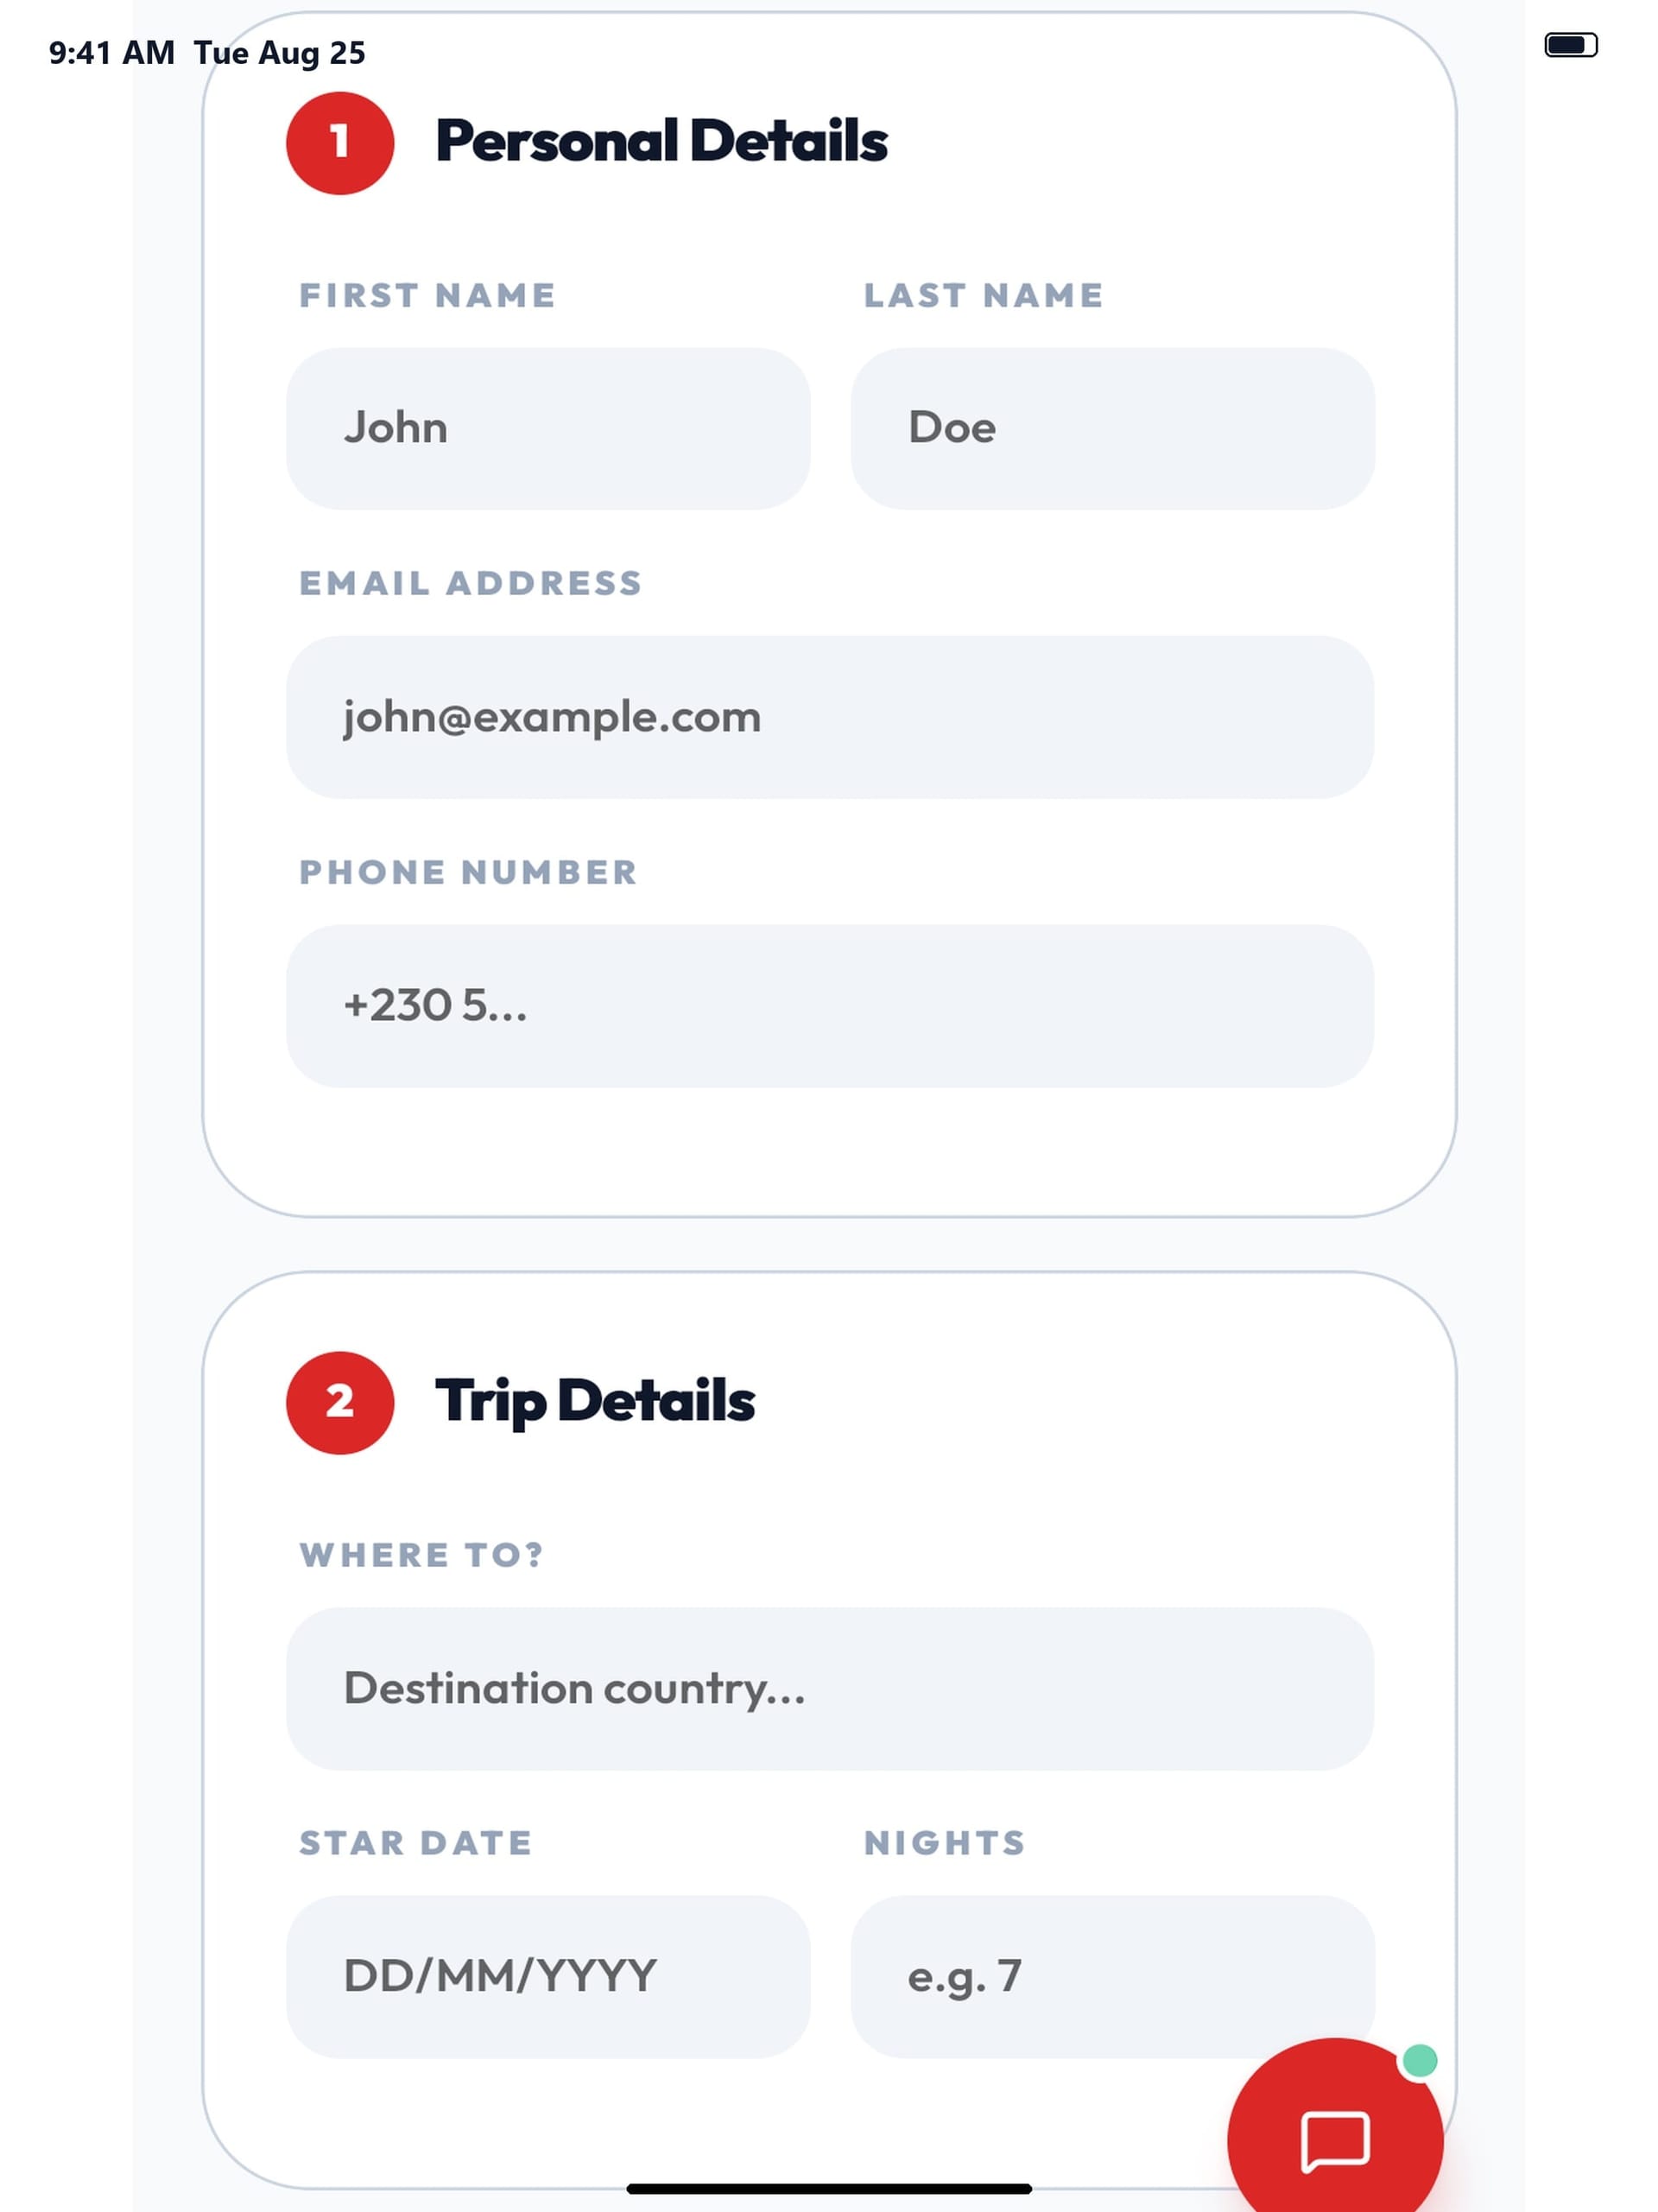 9:41 AM Tue Aug 25
1 Personal Details
FIRST NAME LAST NAME
John Doe
EMAIL ADDRESS
john@example.com
PHONE NUMBER
+230 5...
2 Trip Details
WHERE TO?
Destination country...
STAR DATE NIGHTS
DD/MM/YYYY e.g. 7